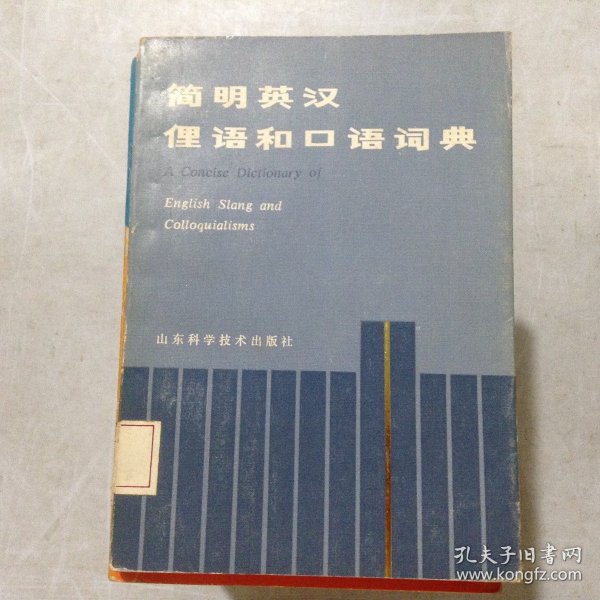 简明英汉
俚语和口语词典
A Concise Dictionary of
English Slang and
Colloquialisms
山东科学技术出版社
孔夫子旧书网
www.kongfz.com